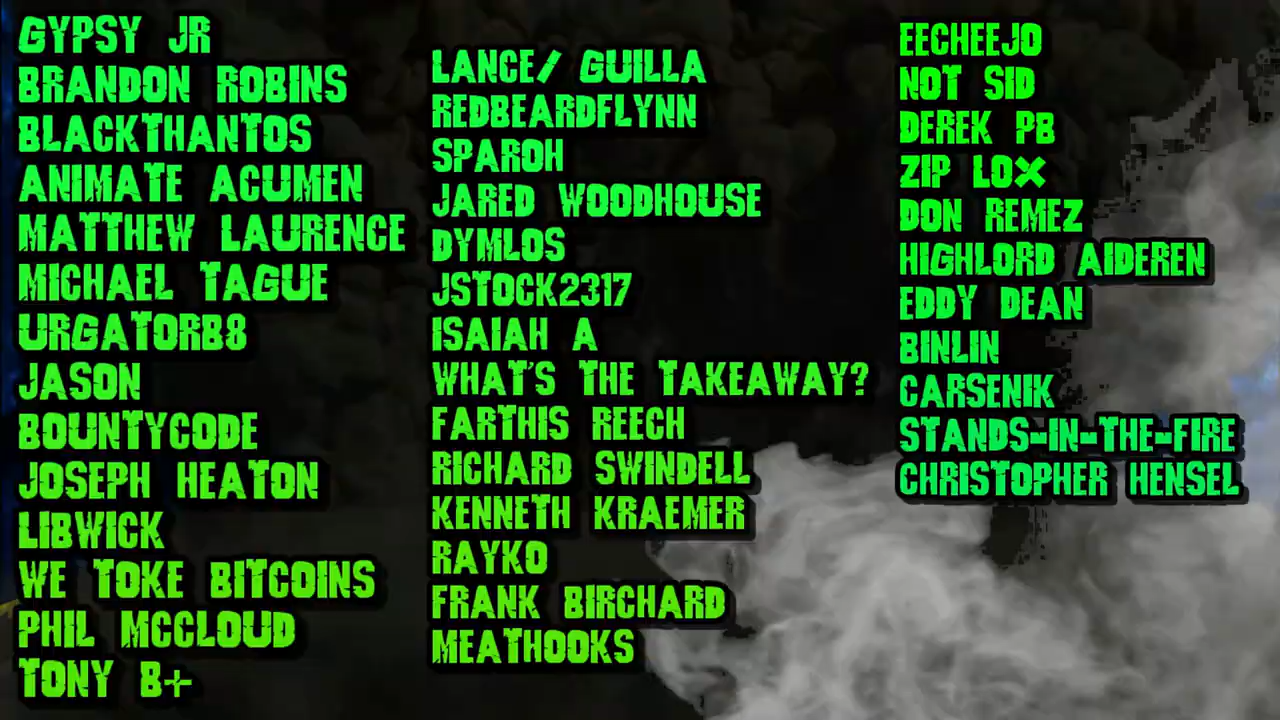 GYPSY JR
BRANDON ROBINS
BLACKTHANTOS
ANIMATE ACUMEN
MATTHEW LAURENCE
MICHAEL TAGUE
URGATOR88
JASON
BOUNTYCODE
JOSEPH HEATON
LIBWICK
WE TOKE BITCOINS
PHIL MCCLOUD
TONY B+
LANCE/ GUILLA
REDBEARDFLYNN
SPAROH
JARED WOODHOUSE
DYMLOS
JSTOCK2317
ISAIAH A
WHAT'S THE TAKEAWAY?
FARTHIS REECH
RICHARD SWINDELL
KENNETH KRAEMER
RAYKO
FRANK BIRCHARD
MEATHOOKS
EECHEEJO
NOT SID
DEREK PB
ZIP LOX
DON REMEZ
HIGHLORD AIDEREN
EDDY DEAN
BINLIN
CARSENIK
STANDS-IN-THE-FIRE
CHRISTOPHER HENSEL